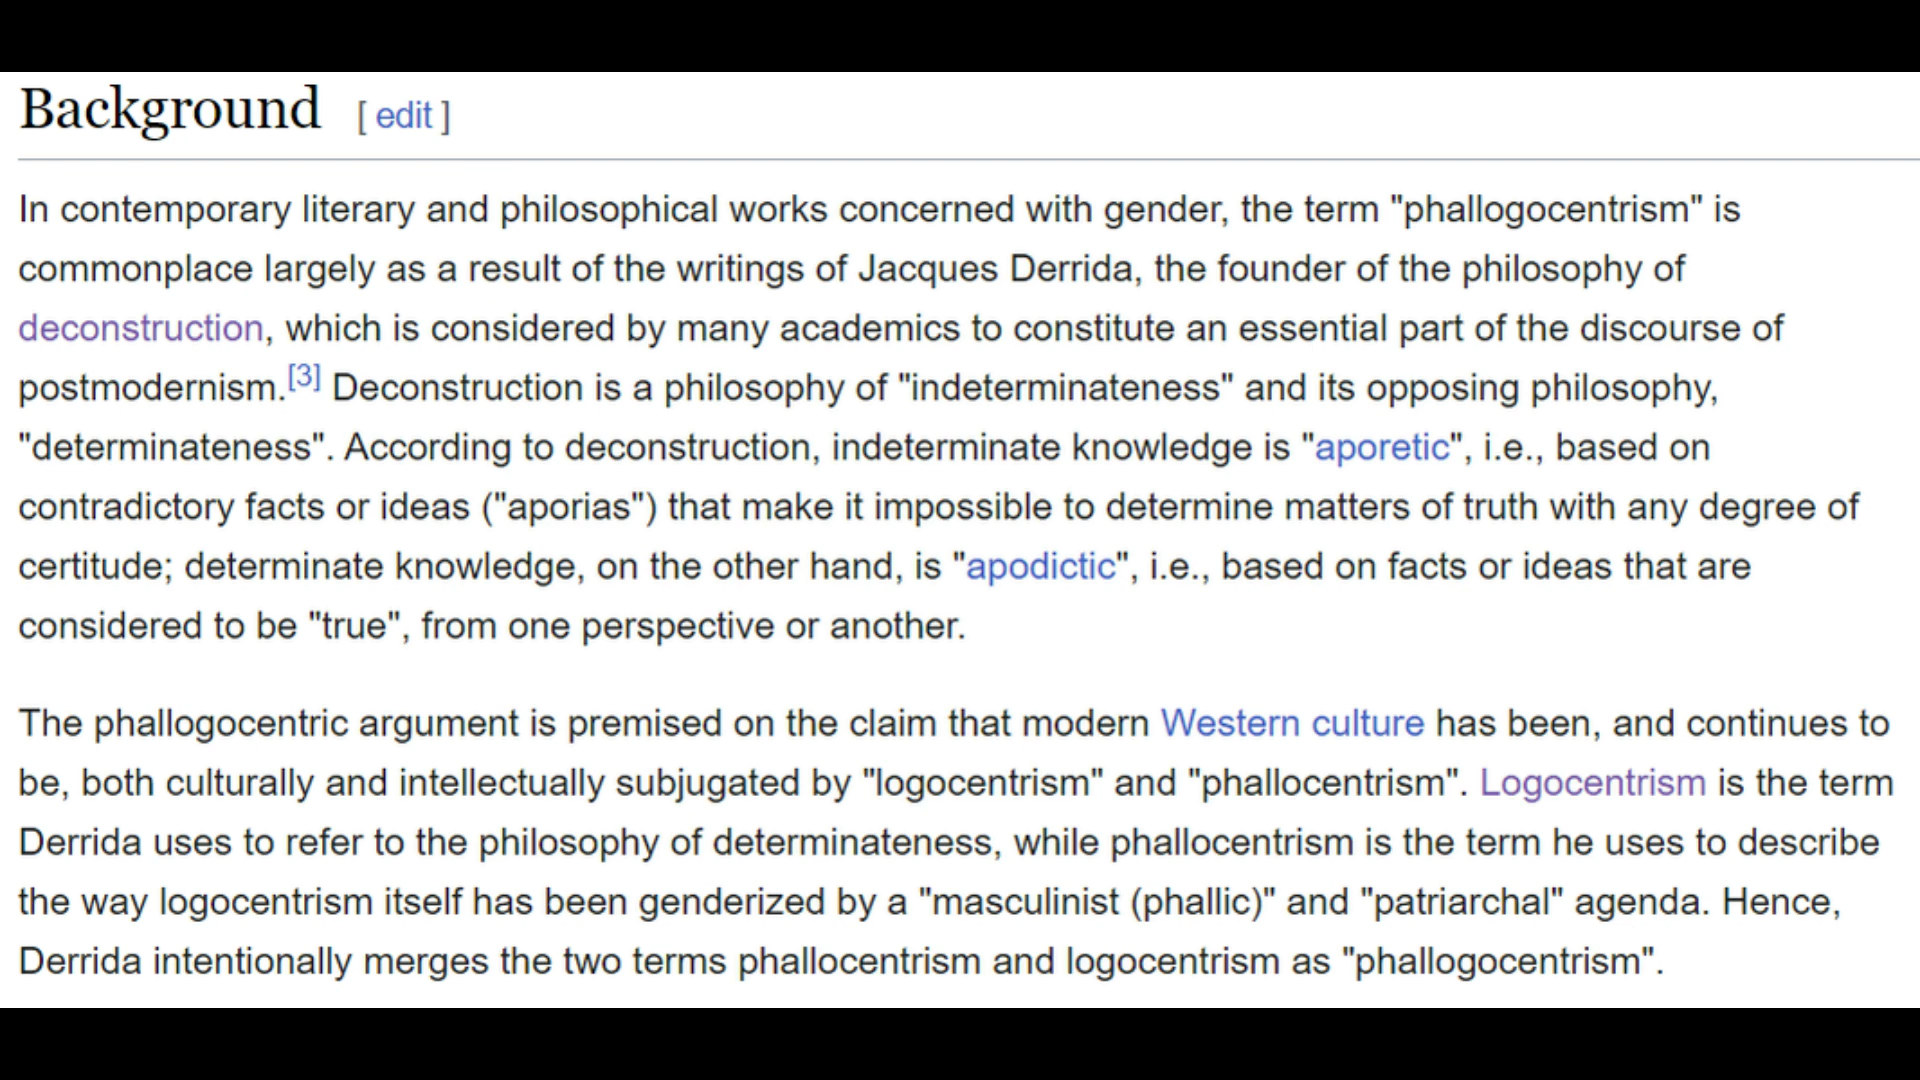 Background [ edit ]
In contemporary literary and philosophical works concerned with gender, the term "phallogocentrism" is
commonplace largely as a result of the writings of Jacques Derrida, the founder of the philosophy of
deconstruction, which is considered by many academics to constitute an essential part of the discourse of
postmodernism.[3] Deconstruction is a philosophy of "indeterminateness" and its opposing philosophy,
"determinateness". According to deconstruction, indeterminate knowledge is "aporetic", i.e., based on
contradictory facts or ideas ("aporias") that make it impossible to determine matters of truth with any degree of
certitude; determinate knowledge, on the other hand, is "apodictic", i.e., based on facts or ideas that are
considered to be "true", from one perspective or another.
The phallogocentric argument is premised on the claim that modern Western culture has been, and continues to
be, both culturally and intellectually subjugated by "logocentrism" and "phallocentrism". Logocentrism is the term
Derrida uses to refer to the philosophy of determinateness, while phallocentrism is the term he uses to describe
the way logocentrism itself has been genderized by a "masculinist (phallic)" and "patriarchal" agenda. Hence,
Derrida intentionally merges the two terms phallocentrism and logocentrism as "phallogocentrism".